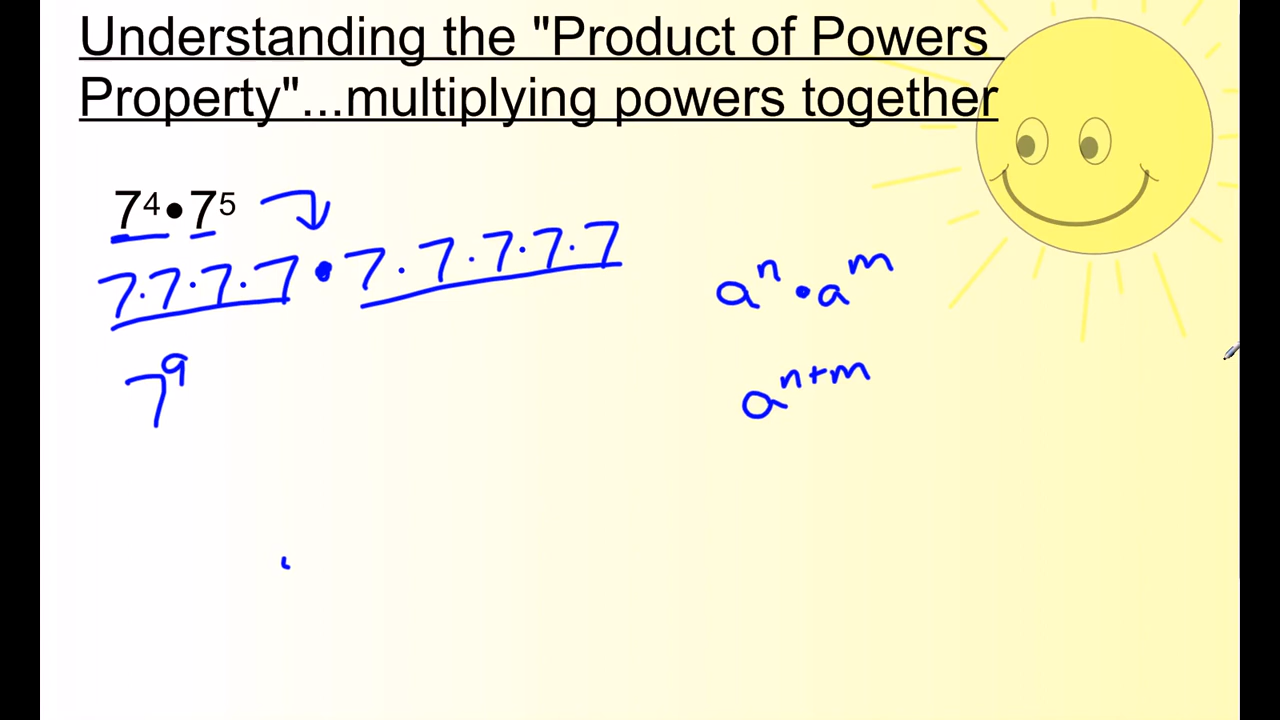 Understanding the "Product of Powers
Property"...multiplying powers together
7⁴•7⁵
7·7·7·7•7·7·7·7·7
aⁿ•aᵐ
7⁹
aⁿ⁺ᵐ